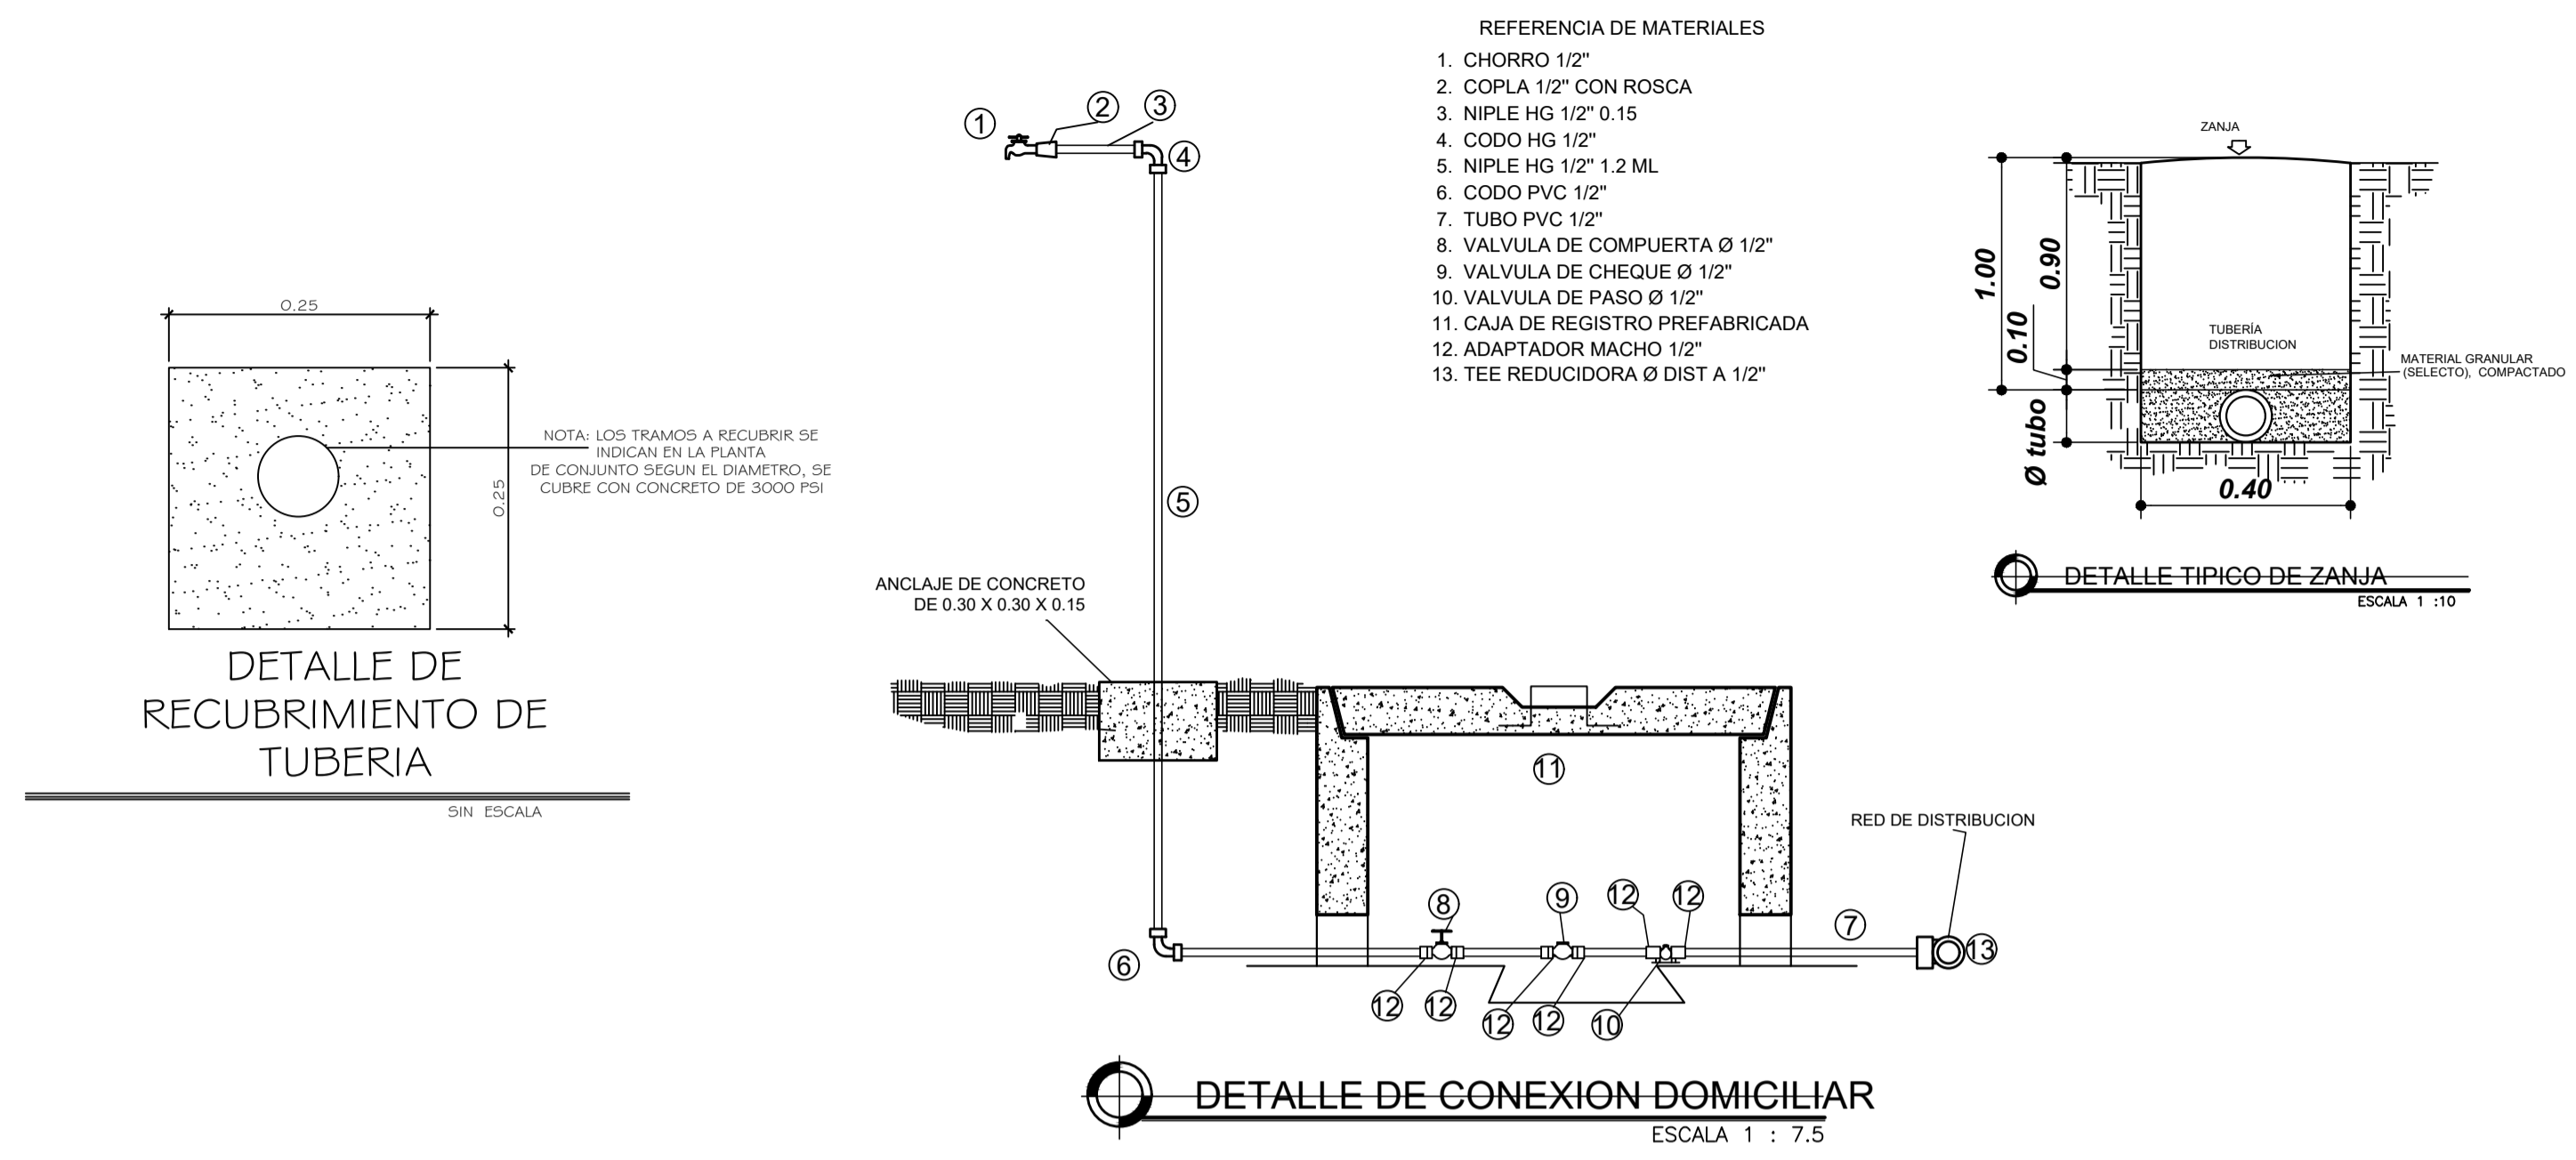 REFERENCIA DE MATERIALES
1. CHORRO 1/2"
2. COPLA 1/2" CON ROSCA
3. NIPLE HG 1/2" 0.15
4. CODO HG 1/2"
5. NIPLE HG 1/2" 1.2 ML
6. CODO PVC 1/2"
7. TUBO PVC 1/2"
8. VALVULA DE COMPUERTA Ø 1/2"
9. VALVULA DE CHEQUE Ø 1/2"
10. VALVULA DE PASO Ø 1/2"
11. CAJA DE REGISTRO PREFABRICADA
12. ADAPTADOR MACHO 1/2"
13. TEE REDUCIDORA Ø DIST A 1/2"
0.25
0.25
NOTA: LOS TRAMOS A RECUBRIR SE
INDICAN EN LA PLANTA
DE CONJUNTO SEGUN EL DIAMETRO, SE
CUBRE CON CONCRETO DE 3000 PSI
DETALLE DE
RECUBRIMIENTO DE
TUBERIA
SIN ESCALA
1
2
3
4
5
ANCLAJE DE CONCRETO
DE 0.30 X 0.30 X 0.15
11
RED DE DISTRIBUCION
8
9
12
12
7
13
6
12
12
12
12
10
DETALLE DE CONEXION DOMICILIAR
ESCALA 1 : 7.5
ZANJA
1.00
0.90
0.10
Ø tubo
TUBERÍA
DISTRIBUCION
MATERIAL GRANULAR
(SELECTO), COMPACTADO
0.40
DETALLE TIPICO DE ZANJA
ESCALA 1 :10